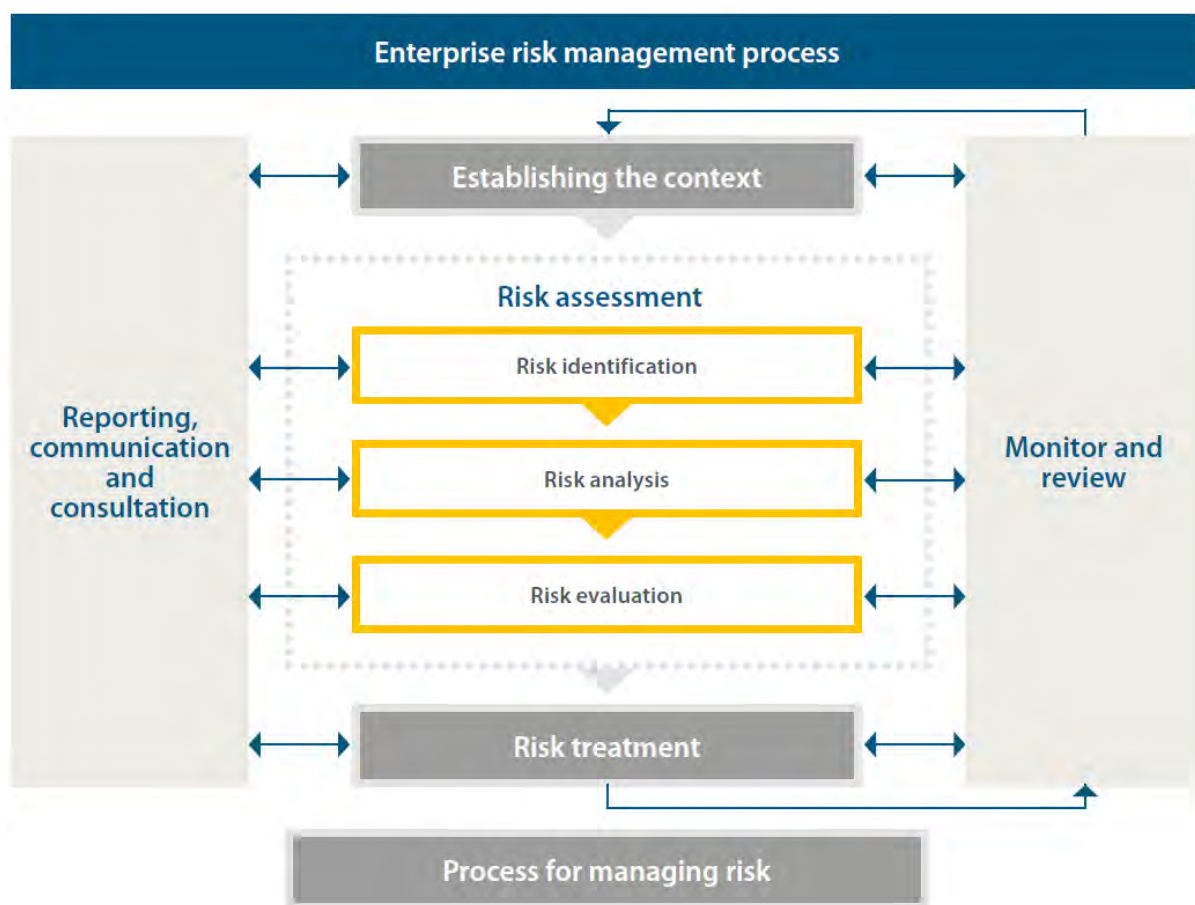 Enterprise risk management process
Establishing the context
Risk assessment
Risk identification
Reporting,
communication
and
consultation
Risk analysis
Monitor and
review
Risk evaluation
Risk treatment
Process for managing risk